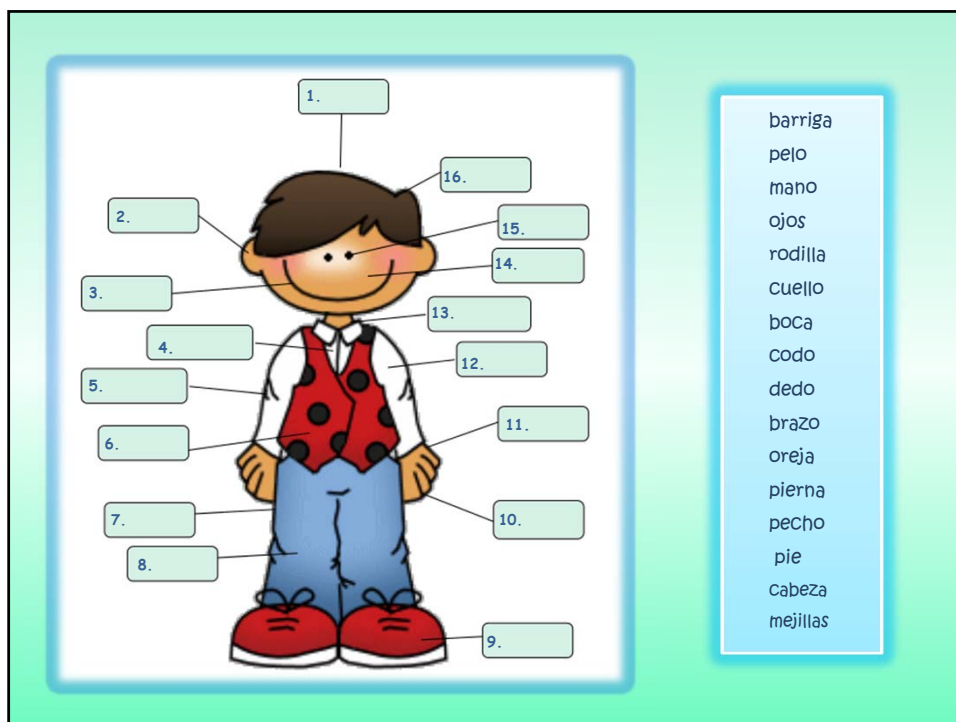 1.
16.
2.
15.
14.
3.
13.
4.
12.
5.
11.
6.
10.
7.
8.
9.
barriga
pelo
mano
ojos
rodilla
cuello
boca
codo
dedo
brazo
oreja
pierna
pecho
pie
cabeza
mejillas